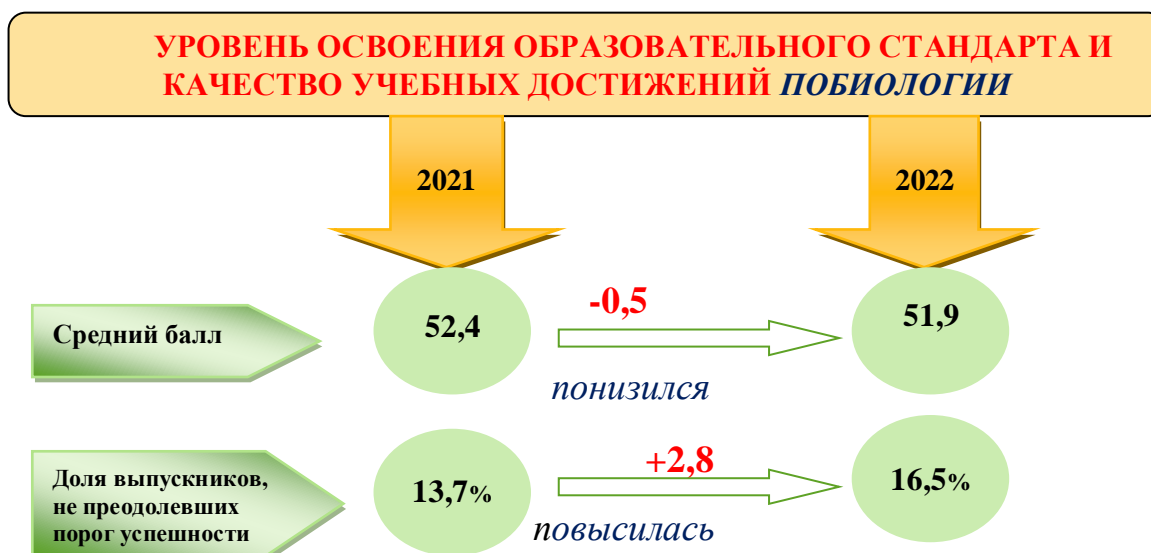 УРОВЕНЬ ОСВОЕНИЯ ОБРАЗОВАТЕЛЬНОГО СТАНДАРТА И
КАЧЕСТВО УЧЕБНЫХ ДОСТИЖЕНИЙ ПОБИОЛОГИИ
2021
2022
Средний балл
52,4
-0,5
понизился
51,9
Доля выпускников,
не преодолевших
порог успешности
13,7%
+2,8
повысилась
16,5%